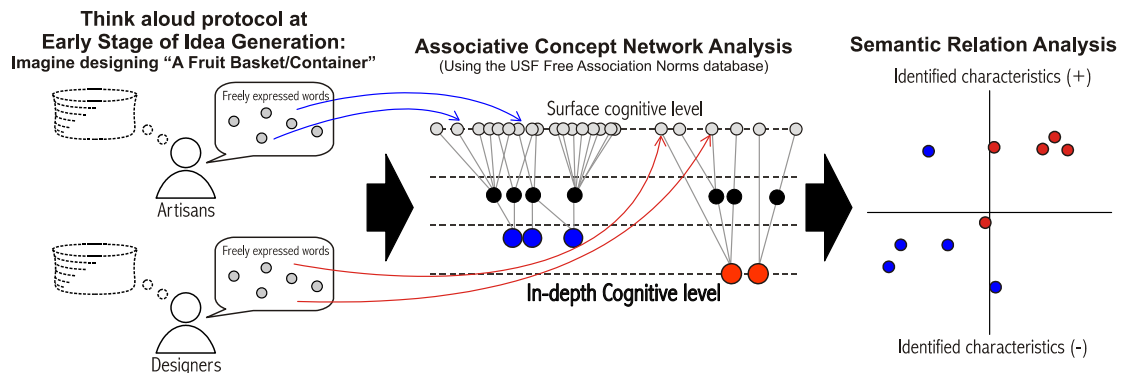 Think aloud protocol at
Early Stage of Idea Generation:
Imagine designing “A Fruit Basket/Container”
Freely expressed words
Artisans
Freely expressed words
Designers
Associative Concept Network Analysis
(Using the USF Free Association Norms database)
Surface cognitive level
In-depth Cognitive level
Semantic Relation Analysis
Identified characteristics (+)
Identified characteristics (-)